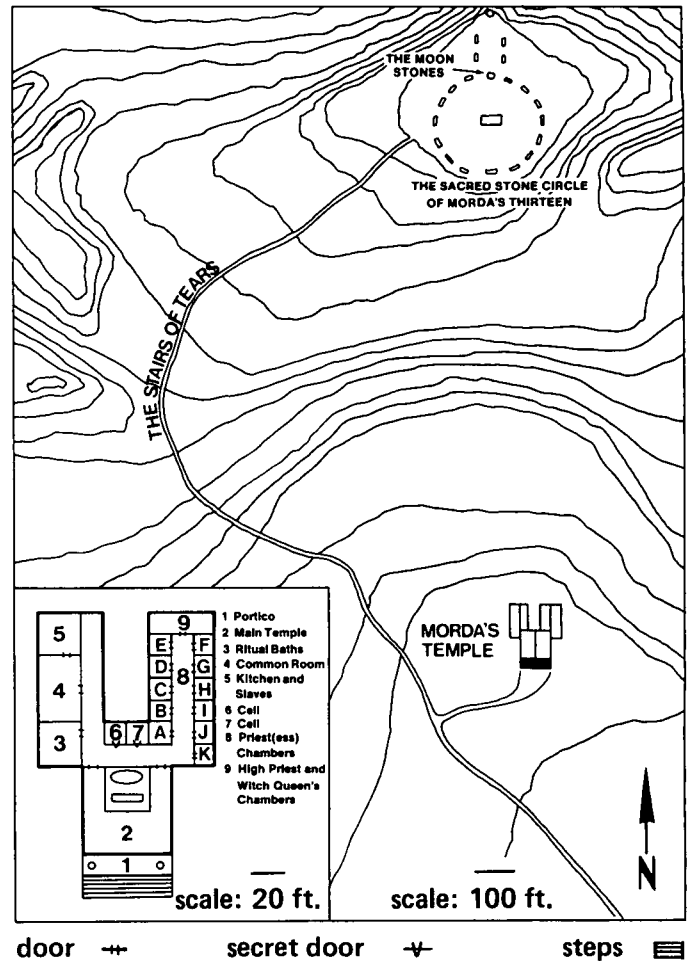 THE MOON
STONES
THE SACRED STONE CIRCLE
OF MORDA'S THIRTEEN
THE STAIRS OF TEARS
MORDA'S
TEMPLE
5
4
3
9
E
D
C
B
A
8
F
G
H
I
J
K
6 7
2
1
1 Portico
2 Main Temple
3 Ritual Baths
4 Common Room
5 Kitchen and
Slaves
6 Cell
7 Cell
8 Priest(ess)
Chambers
9 High Priest and
Witch Queen's
Chambers
scale: 20 ft.
scale: 100 ft.
N
door
secret door
steps